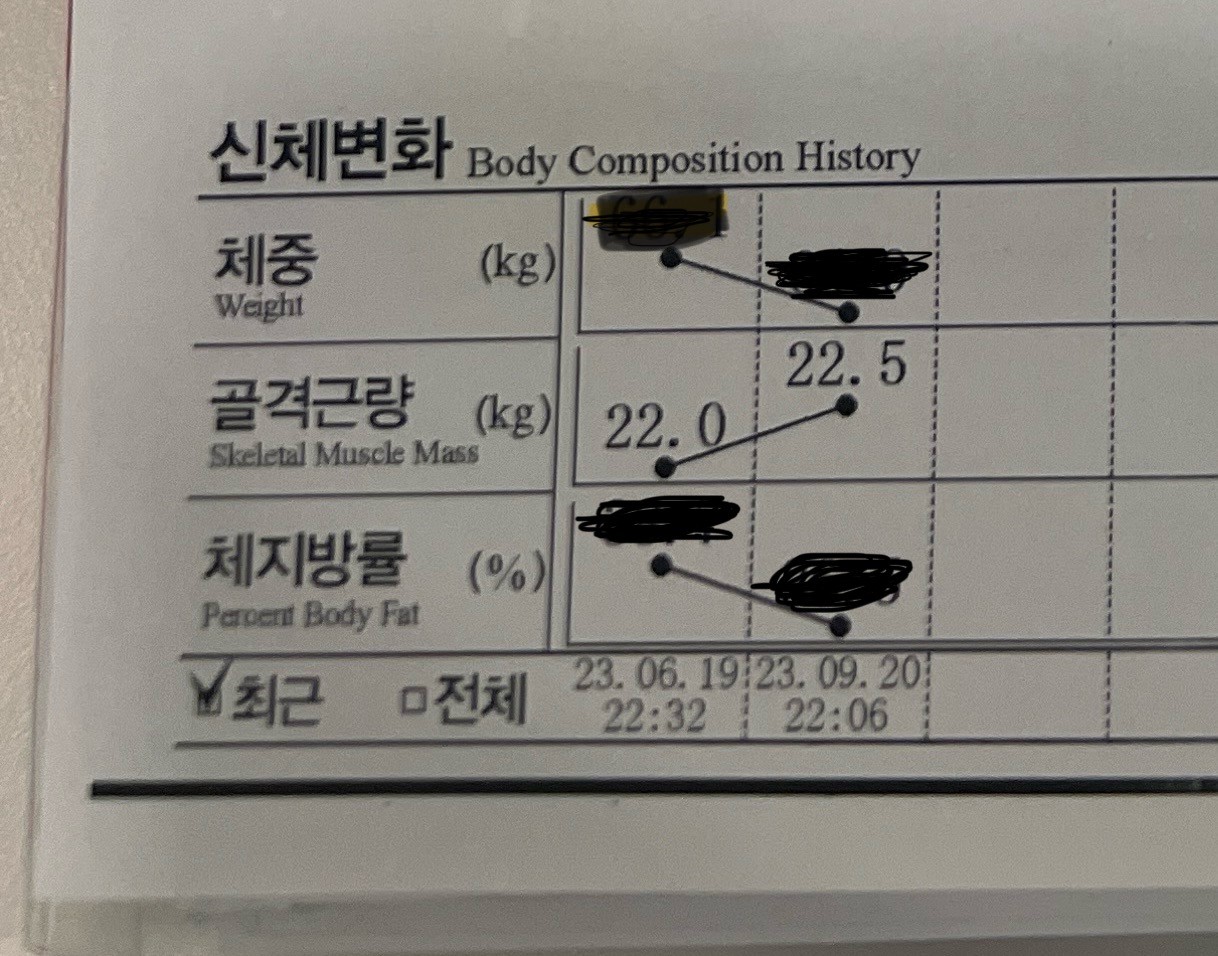 신체변화 Body Composition History
체중 (kg)
Weight
골격근량 (kg) 22.0 22.5
Skeletal Muscle Mass
체지방률 (%)
Percent Body Fat
최근 전체 23.06.19 23.09.20
22:32 22:06